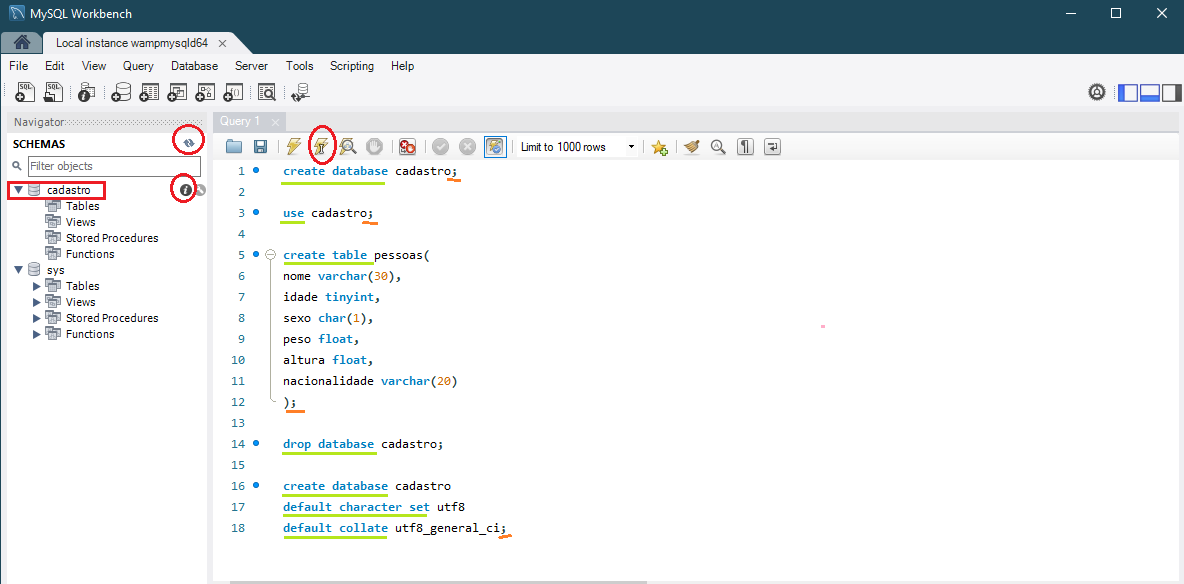 MySQL Workbench
Local instance wampmysqld64
File Edit View Query Database Server Tools Scripting Help
Navigator
SCHEMAS
Filter objects
cadastro
Tables
Views
Stored Procedures
Functions
sys
Tables
Views
Stored Procedures
Functions
Query 1
Limit to 1000 rows
1 create database cadastro;
2
3 use cadastro;
4
5 create table pessoas(
6 nome varchar(30),
7 idade tinyint,
8 sexo char(1),
9 peso float,
10 altura float,
11 nacionalidade varchar(20)
12 );
13
14 drop database cadastro;
15
16 create database cadastro
17 default character set utf8
18 default collate utf8_general_ci;